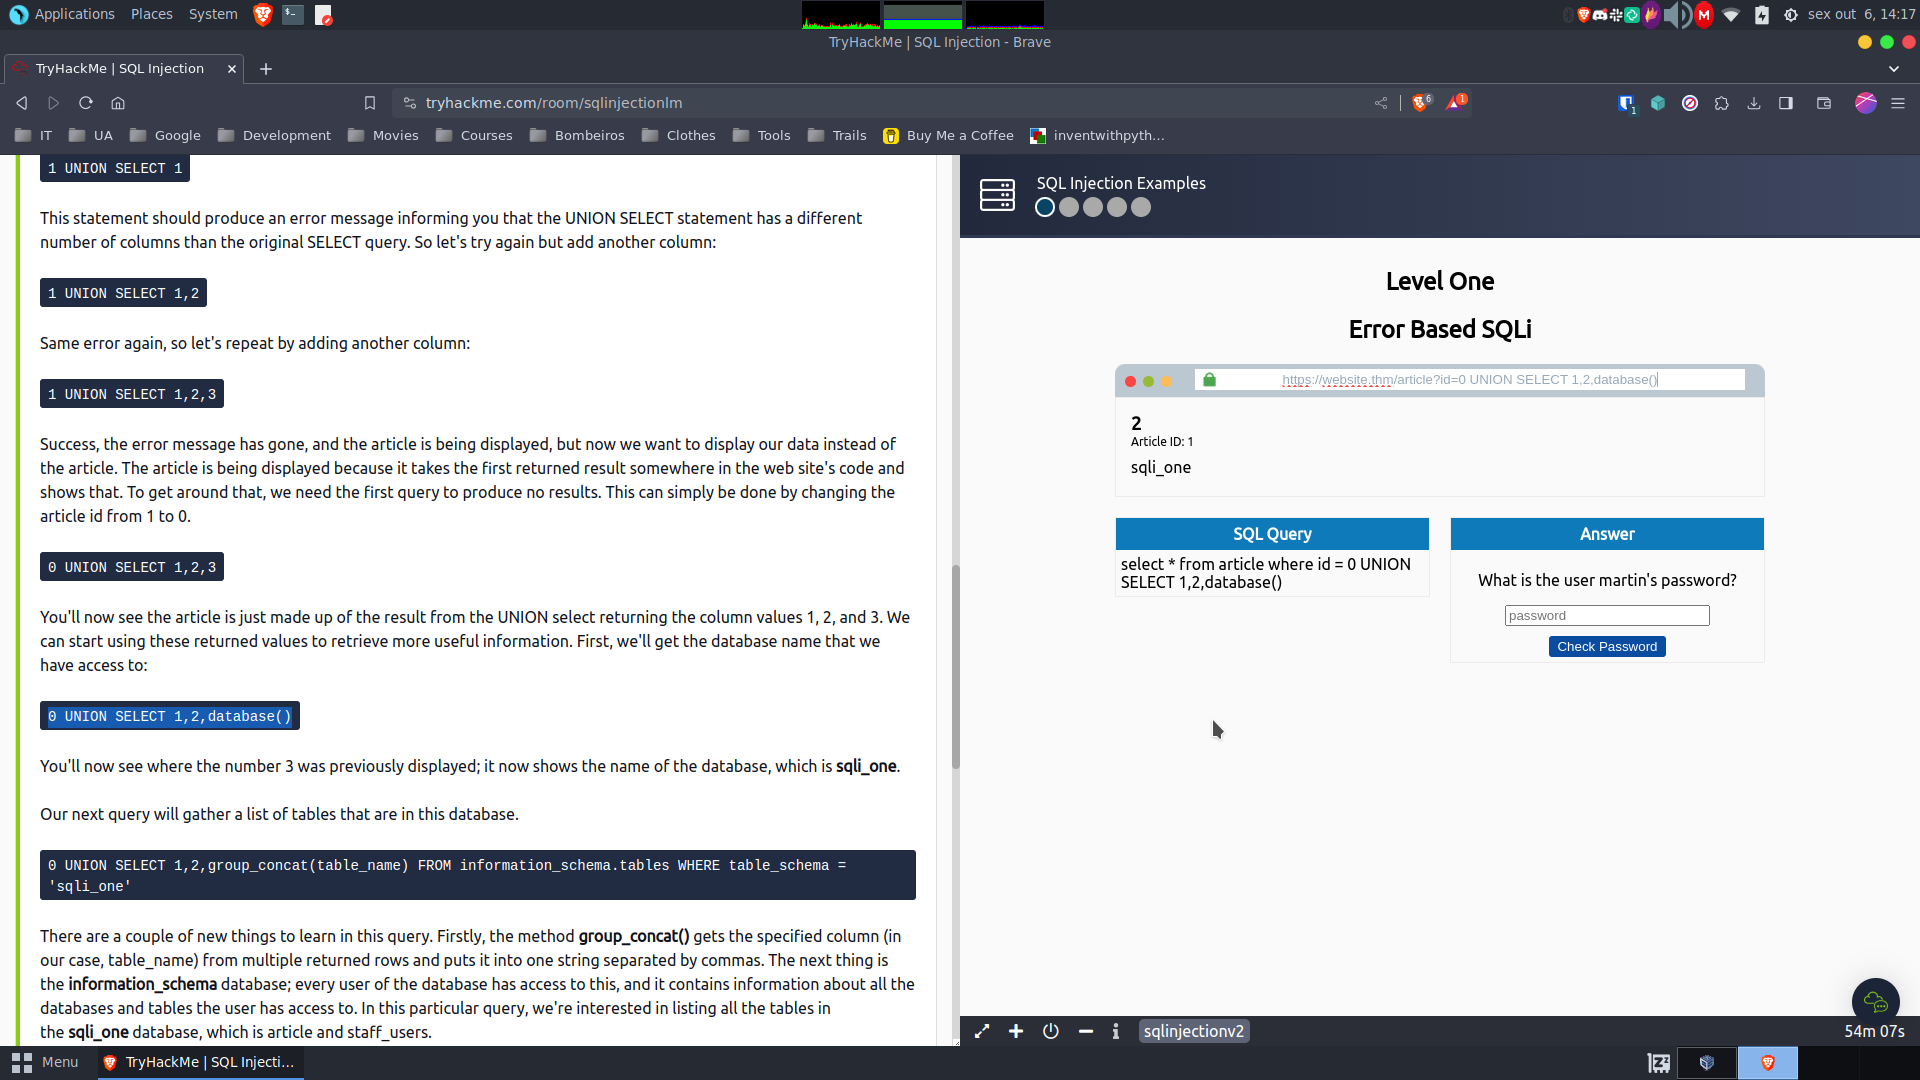 Applications Places System
sex out 6, 14:17
TryHackMe | SQL Injection - Brave
TryHackMe | SQL Injection
tryhackme.com/room/sqlinjectionlm
6
1
1
IT UA Google Development Movies Courses Bombeiros Clothes Tools Trails Buy Me a Coffee inventwithpyth...
1 UNION SELECT 1
This statement should produce an error message informing you that the UNION SELECT statement has a different
number of columns than the original SELECT query. So let's try again but add another column:
1 UNION SELECT 1,2
Same error again, so let's repeat by adding another column:
1 UNION SELECT 1,2,3
Success, the error message has gone, and the article is being displayed, but now we want to display our data instead of
the article. The article is being displayed because it takes the first returned result somewhere in the web site's code and
shows that. To get around that, we need the first query to produce no results. This can simply be done by changing the
article id from 1 to 0.
0 UNION SELECT 1,2,3
You'll now see the article is just made up of the result from the UNION select returning the column values 1, 2, and 3. We
can start using these returned values to retrieve more useful information. First, we'll get the database name that we
have access to:
0 UNION SELECT 1,2,database()
You'll now see where the number 3 was previously displayed; it now shows the name of the database, which is sqli_one.
Our next query will gather a list of tables that are in this database.
0 UNION SELECT 1,2,group_concat(table_name) FROM information_schema.tables WHERE table_schema =
'sqli_one'
There are a couple of new things to learn in this query. Firstly, the method group_concat() gets the specified column (in
our case, table_name) from multiple returned rows and puts it into one string separated by commas. The next thing is
the information_schema database; every user of the database has access to this, and it contains information about all the
databases and tables the user has access to. In this particular query, we're interested in listing all the tables in
the sqli_one database, which is article and staff_users.
SQL Injection Examples
Level One
Error Based SQLi
https://website.thm/article?id=0 UNION SELECT 1,2,database()
2
Article ID: 1
sqli_one
SQL Query
select * from article where id = 0 UNION
SELECT 1,2,database()
Answer
What is the user martin's password?
password
Check Password
sqlinjectionv2
54m 07s
Menu
TryHackMe | SQL Injecti...